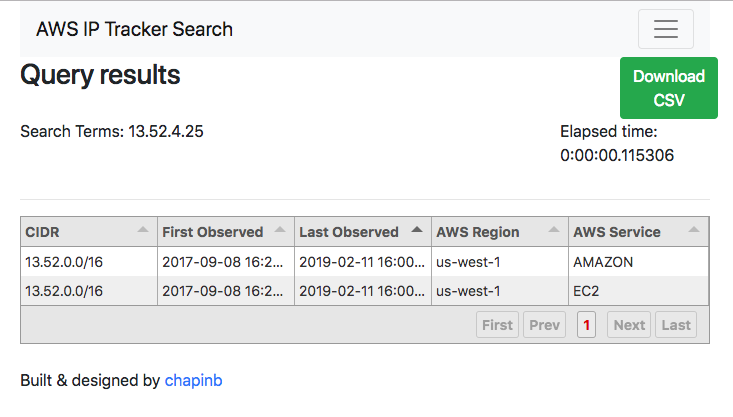 AWS IP Tracker Search
Query results
Download
CSV
Search Terms: 13.52.4.25
Elapsed time:
0:00:00.115306
CIDR First Observed Last Observed AWS Region AWS Service
13.52.0.0/16 2017-09-08 16:2... 2019-02-11 16:00... us-west-1 AMAZON
13.52.0.0/16 2017-09-08 16:2... 2019-02-11 16:00... us-west-1 EC2
First Prev 1 Next Last
Built & designed by chapinb